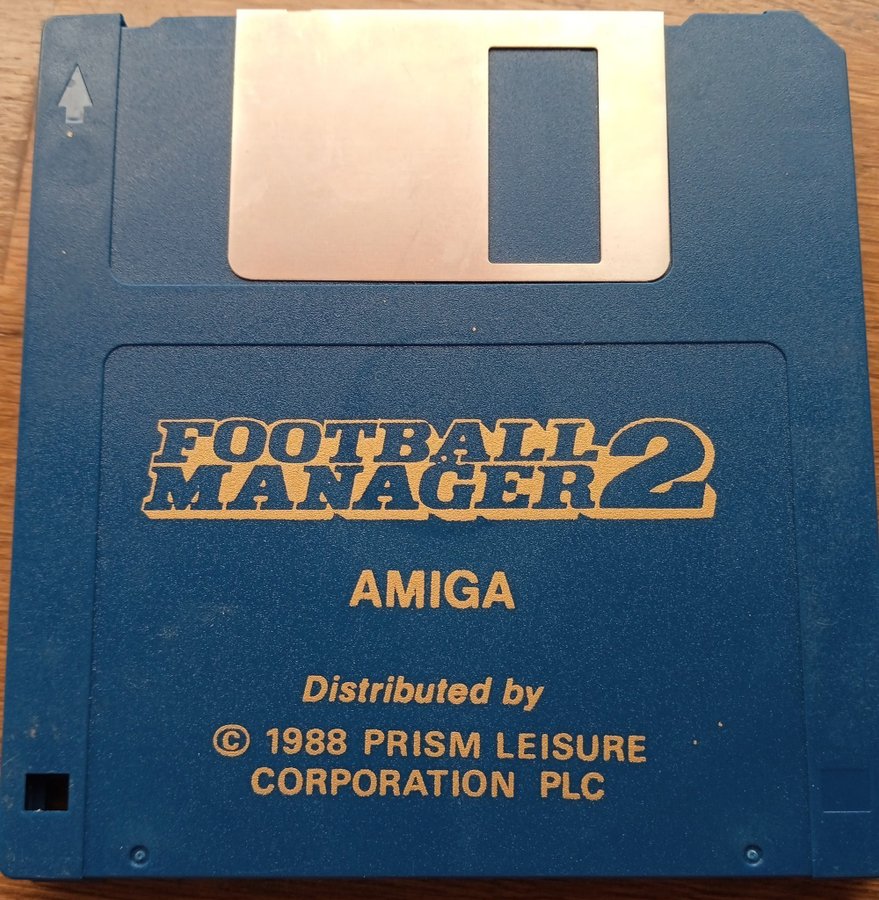 FOOTBALL
MANAGER 2
AMIGA
Distributed by
© 1988 PRISM LEISURE
CORPORATION PLC